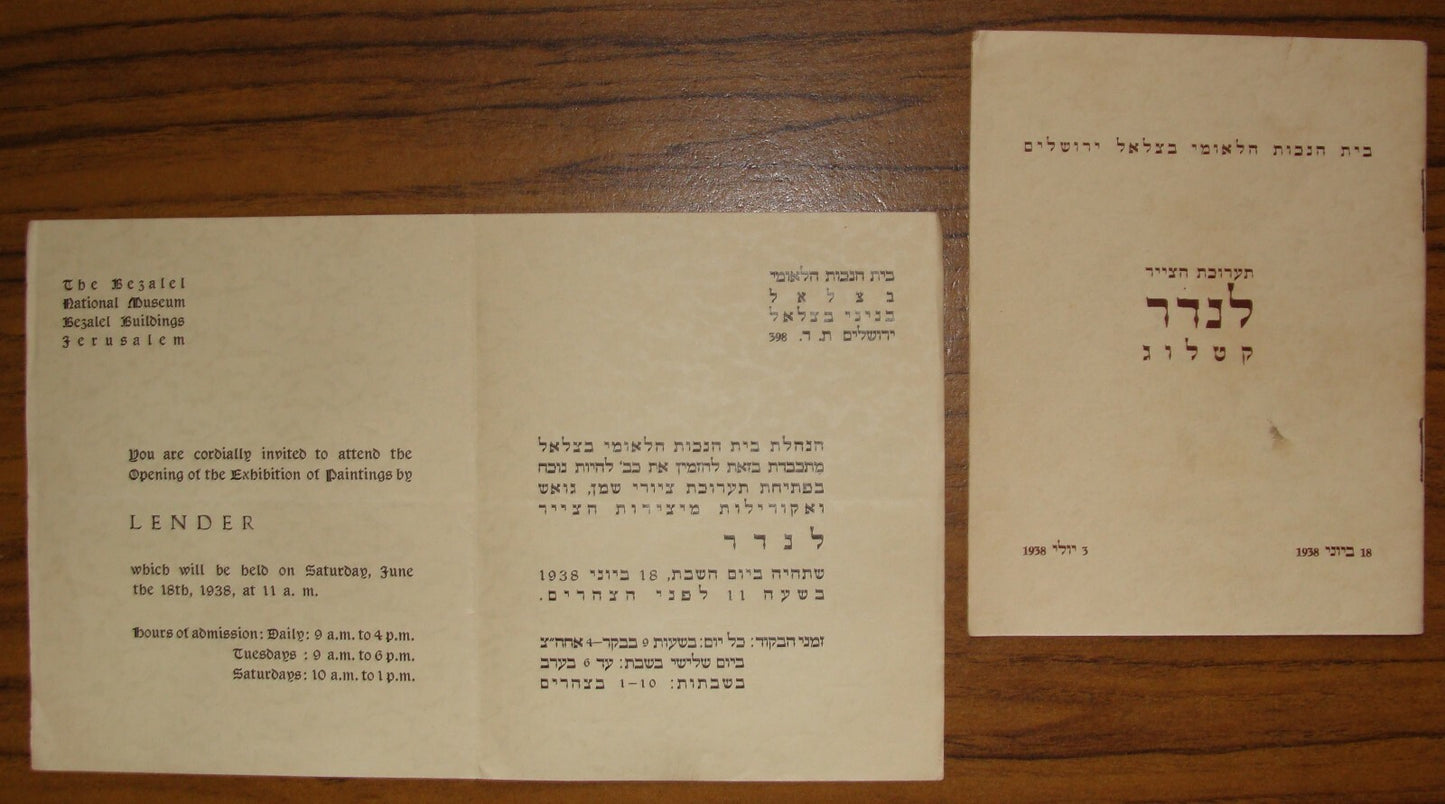 The Bezalel
National Museum
Bezalel Buildings
Jerusalem
You are cordially invited to attend the
Opening of the Exhibition of Paintings by
LENDER
which will be held on Saturday, June
the 18th, 1938, at 11 a. m.
Hours of admission: Daily: 9 a.m. to 4 p.m.
Tuesdays : 9 a.m. to 6 p.m.
Saturdays: 10 a.m. to 1 p.m.
בית הנכות הלאומי
בצלאל
בניני בצלאל
ירושלים ת. ד. 398
הנהלת בית הנכות הלאומי בצלאל
מתכבדת בזאת להזמין את כב' להיות נוכח
בפתיחת תערוכת ציורי שמן, גואש
ואקורילות מיצירות הצייר
לנדר
שתהיה ביום השבת, 18 ביוני 1938
בשעה 11 לפני הצהרים.
זמני הבקור: כל יום: בשעות 9 בבקר–4 אחה״צ
ביום שלישי בשבת: עד 6 בערב
בשבתות: 10–1 בצהרים
בית הנכות הלאומי בצלאל ירושלים
תערוכת הצייר
לנדר
קטלוג
18 ביוני 1938
3 יולי 1938